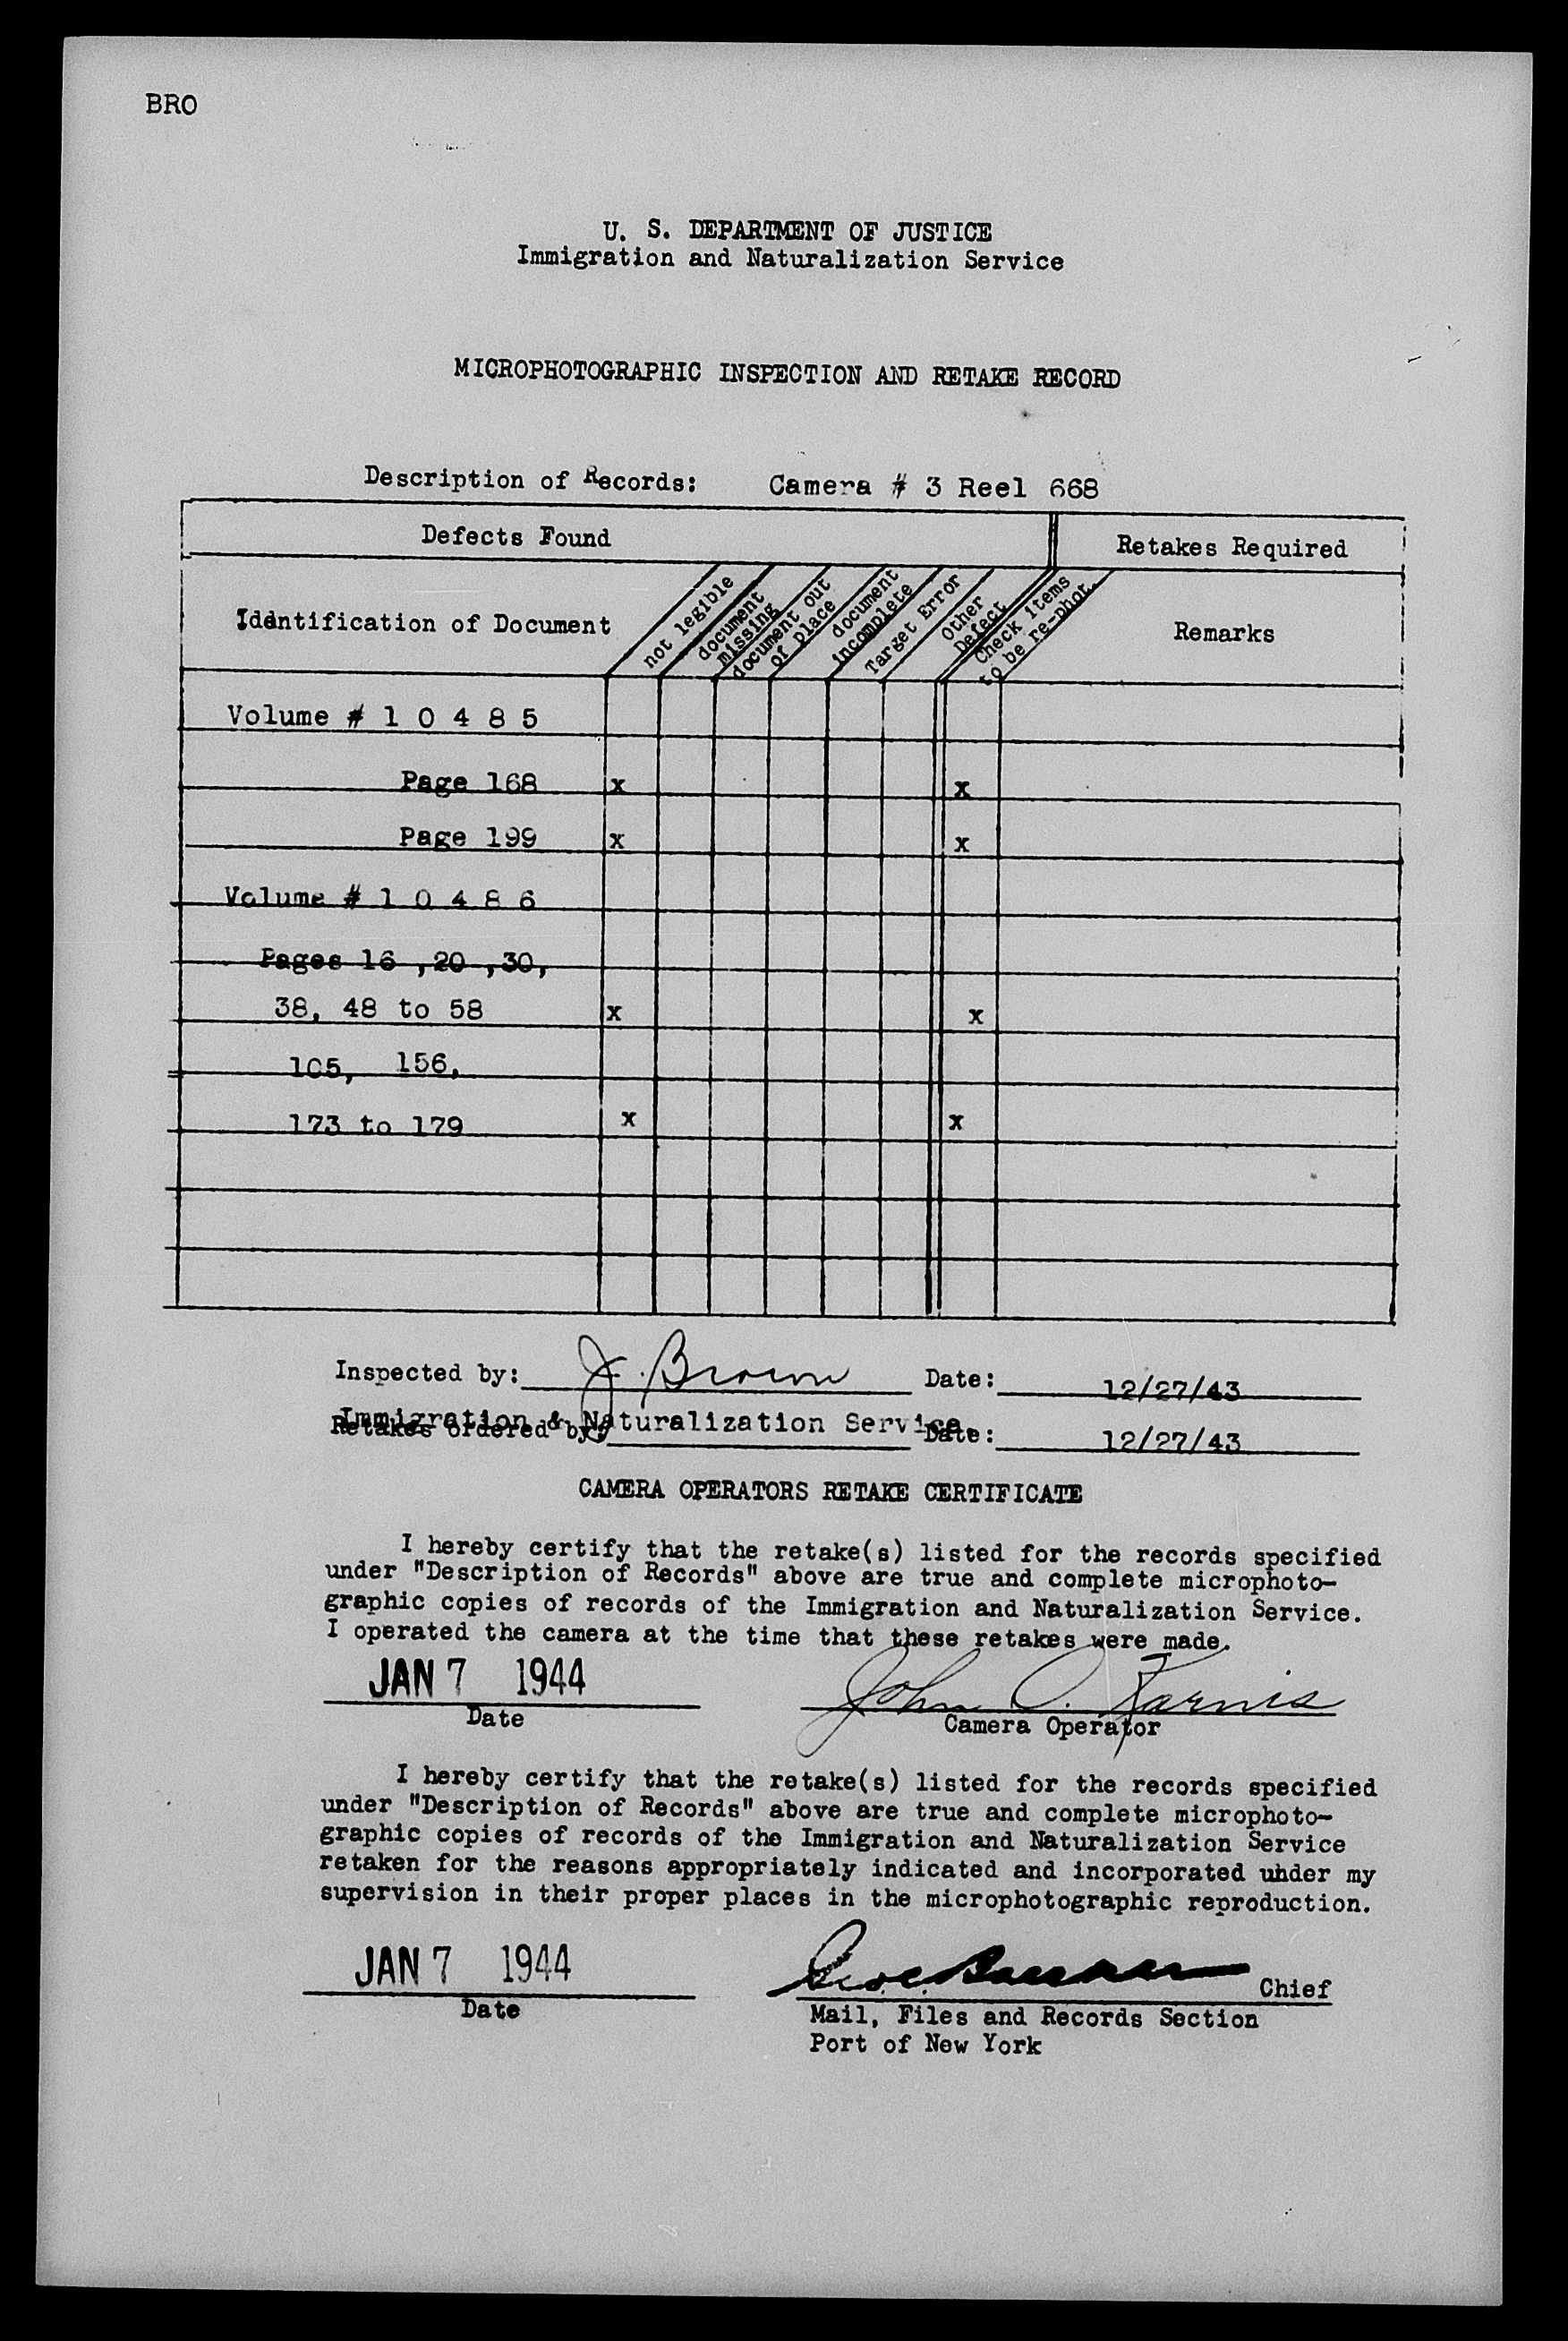 BRO
U. S. DEPARTMENT OF JUSTICE
Immigration and Naturalization Service
MICROPHOTOGRAPHIC INSPECTION AND RETAKE RECORD
Description of Records: Camera # 3 Reel 668
Defects Found Retakes Required
Identification of Document
not legible
document
missing
document out
of place
document
incomplete
Target Error
Other
Defect
Check items
to be re-phot.
Remarks
Volume # 1 0 4 8 5
Page 168 x x
Page 199 x x
Volume # 1 0 4 8 6
Pages 16 ,20 ,30,
38, 48 to 58 x x
105, 156,
173 to 179 x x
Inspected by: J. Brown Date: 12/27/43
Immigration & Naturalization Service.
Retakes ordered by: Date: 12/27/43
CAMERA OPERATORS RETAKE CERTIFICATE
I hereby certify that the retake(s) listed for the records specified
under "Description of Records" above are true and complete microphoto-
graphic copies of records of the Immigration and Naturalization Service.
I operated the camera at the time that these retakes were made.
JAN 7 1944 John O. Karnis
Date Camera Operator
I hereby certify that the retake(s) listed for the records specified
under "Description of Records" above are true and complete microphoto-
graphic copies of records of the Immigration and Naturalization Service
retaken for the reasons appropriately indicated and incorporated under my
supervision in their proper places in the microphotographic reproduction.
JAN 7 1944 Chief
Date Mail, Files and Records Section
Port of New York